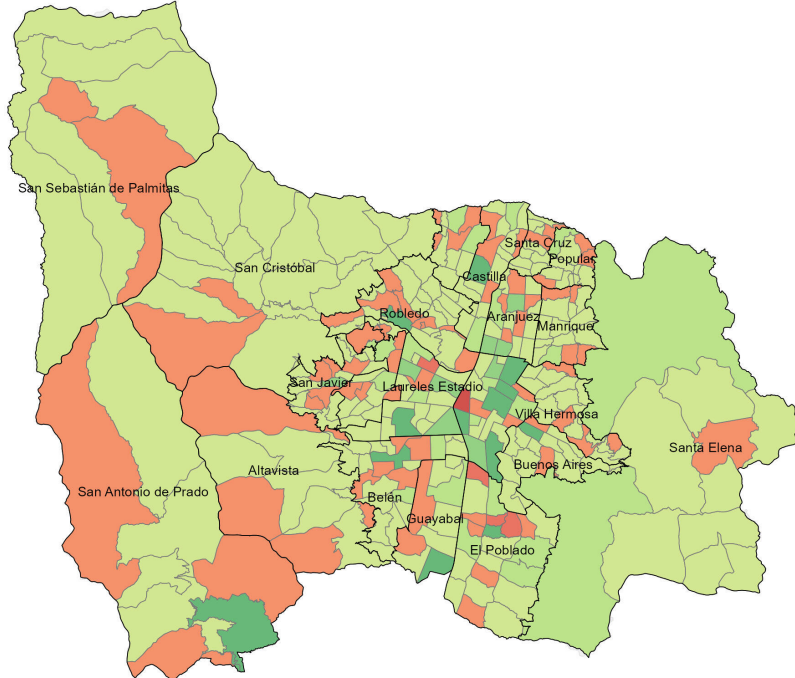 San Sebastián de Palmitas
San Cristóbal
Santa Cruz
Popular
Castilla
Robledo
Aranjuez
Manrique
San Javier
Laureles Estadio
Villa Hermosa
Santa Elena
Altavista
Buenos Aires
San Antonio de Prado
Belén
Guayabal
El Poblado